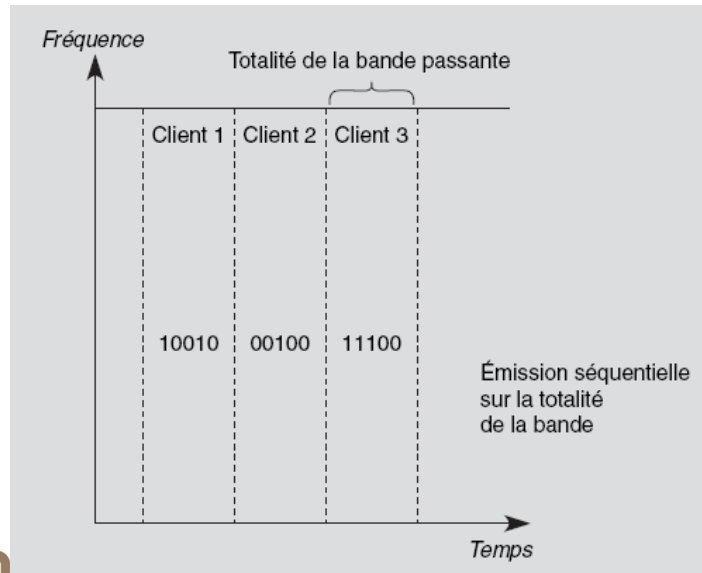 Fréquence
Totalité de la bande passante
Client 1 Client 2 Client 3
10010 00100 11100
Émission séquentielle
sur la totalité
de la bande
Temps